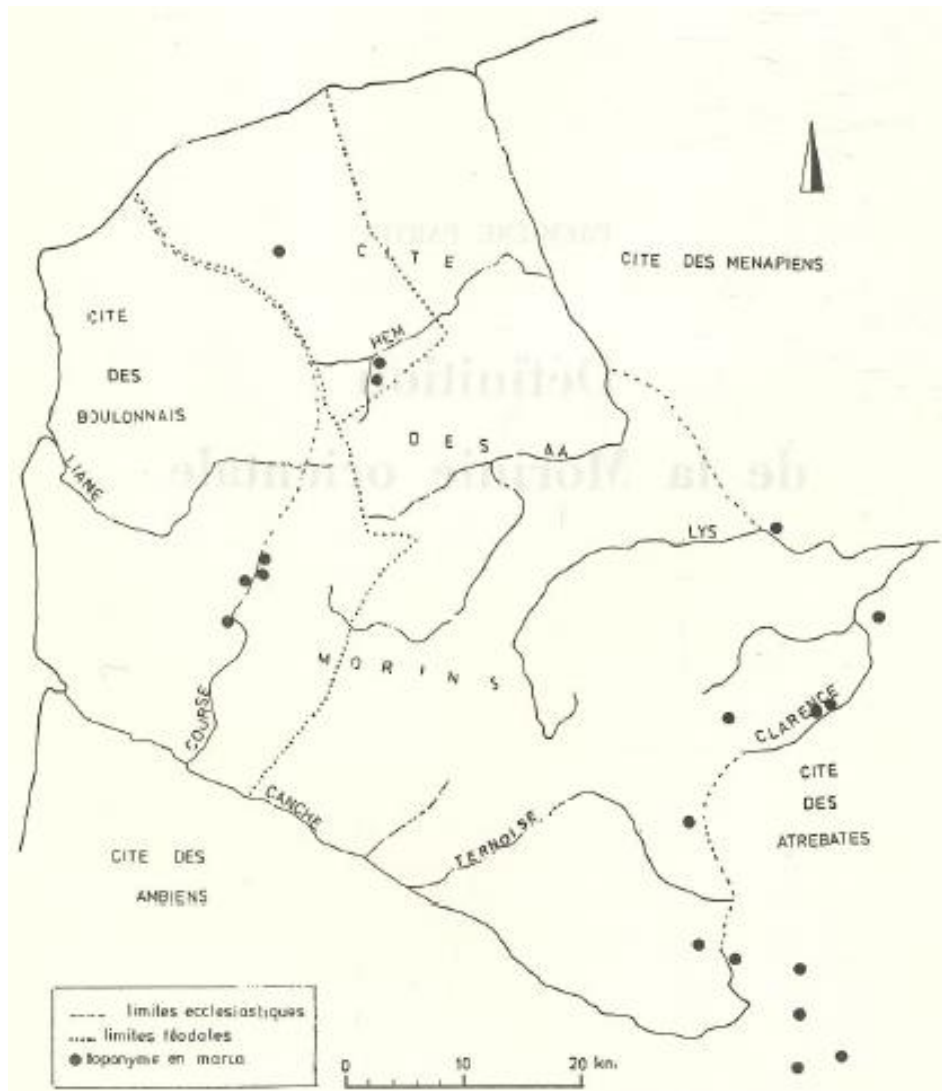 CITE
CITE DES MENAPIENS
CITE
DES
BOULONNAIS
HEM
DES
AA
LIANE
LYS
MORINS
COURSE
CLARENCE
CITE
DES
ATREBATES
CANCHE
TERNOISE
CITE DES
AMBIENS
limites ecclésiastiques
limites féodales
toponyme en marca
0 10 20 km.